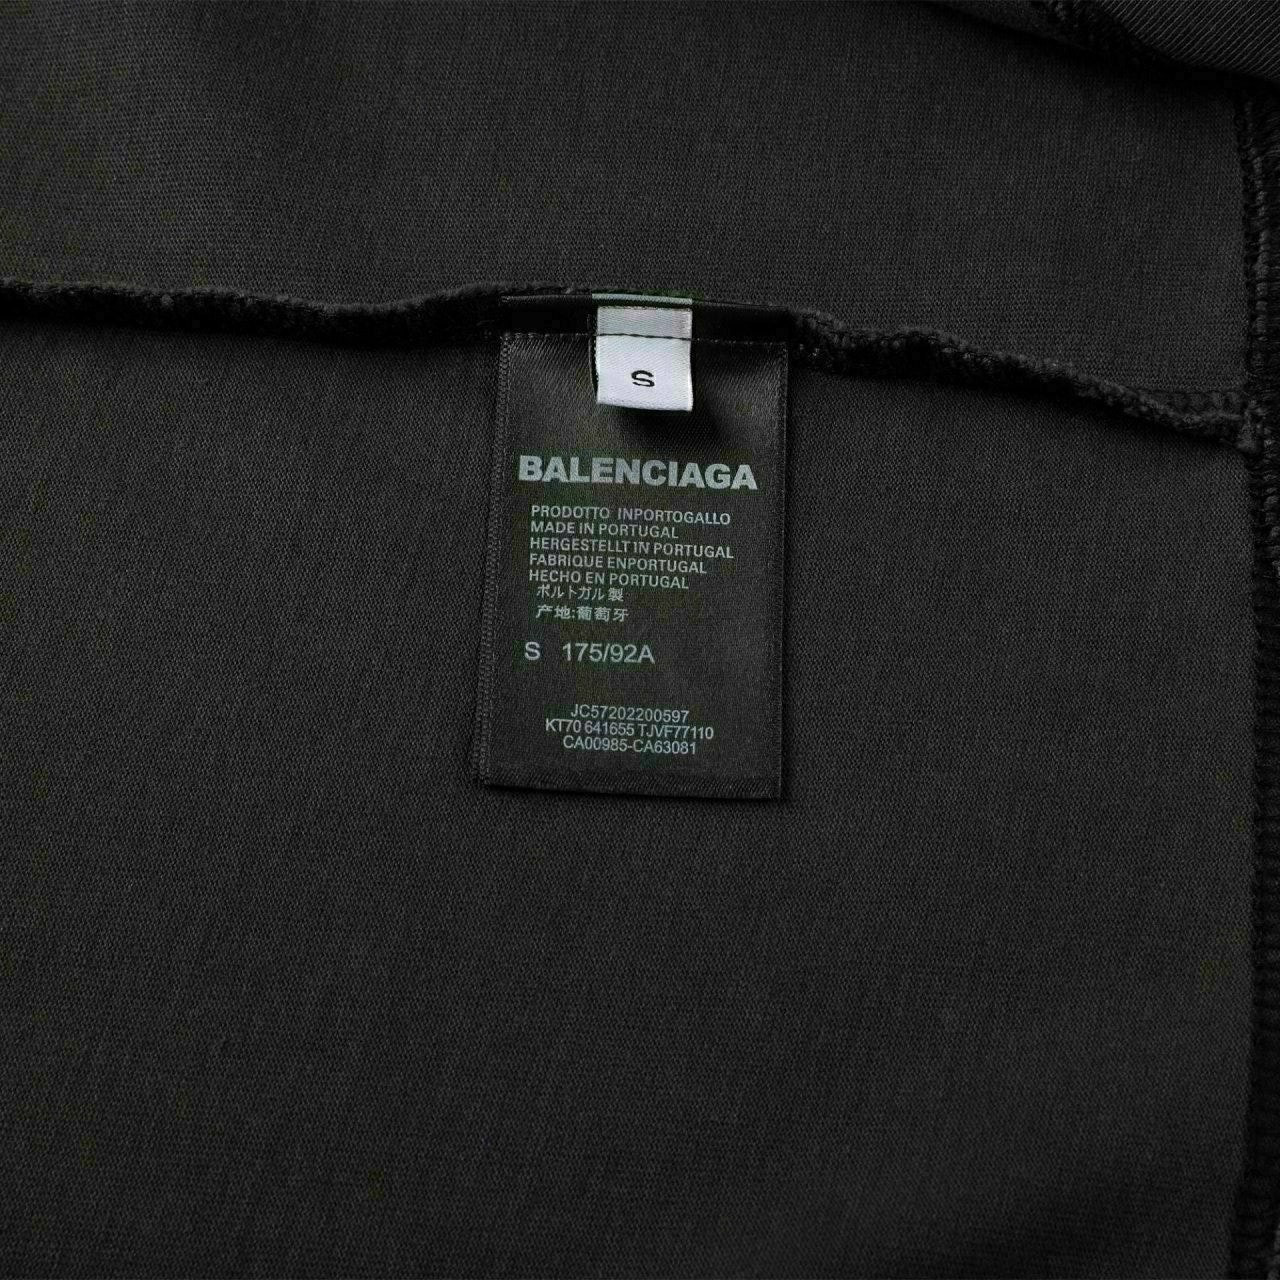 S
BALENCIAGA
PRODOTTO INPORTOGALLO
MADE IN PORTUGAL
HERGESTELLT IN PORTUGAL
FABRIQUE ENPORTUGAL
HECHO EN PORTUGAL
ポルトガル製
产地:葡萄牙
S 175/92A
JC57202200597
KT70 641655 TJVF77110
CA00985-CA63081